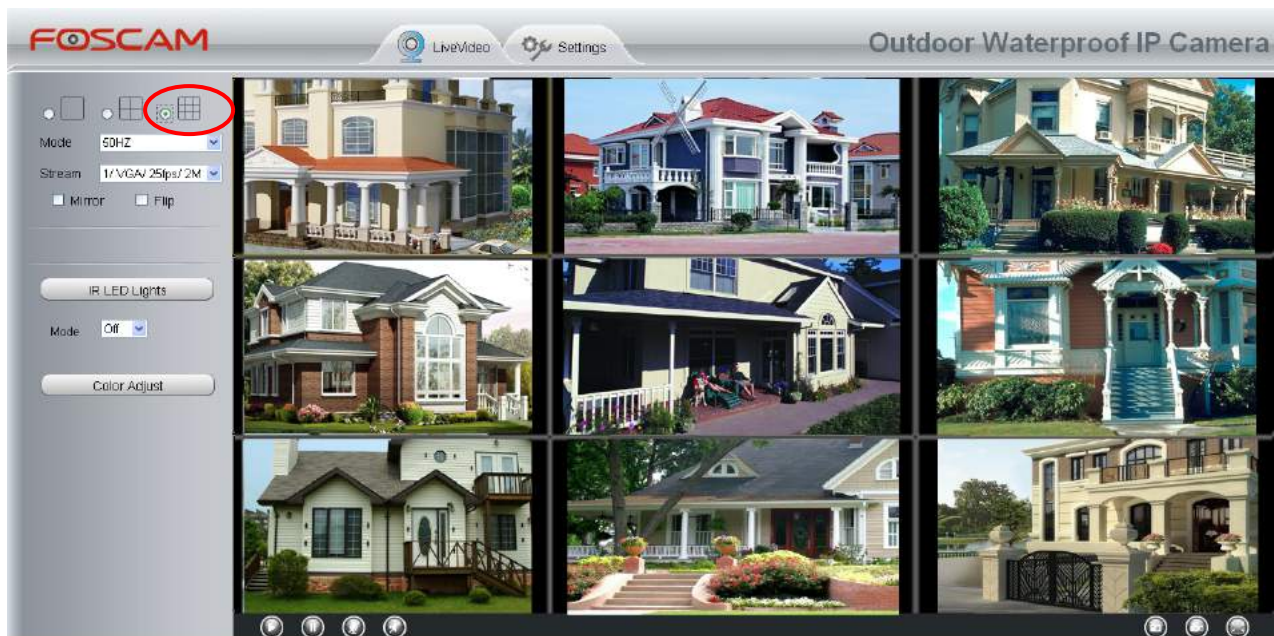 FOSCAM
LiveVideo
Settings
Outdoor Waterproof IP Camera
Mode 50HZ
Stream 1/ VGA/ 25fps/ 2M
Mirror Flip
IR LED Lights
Mode Off
Color Adjust